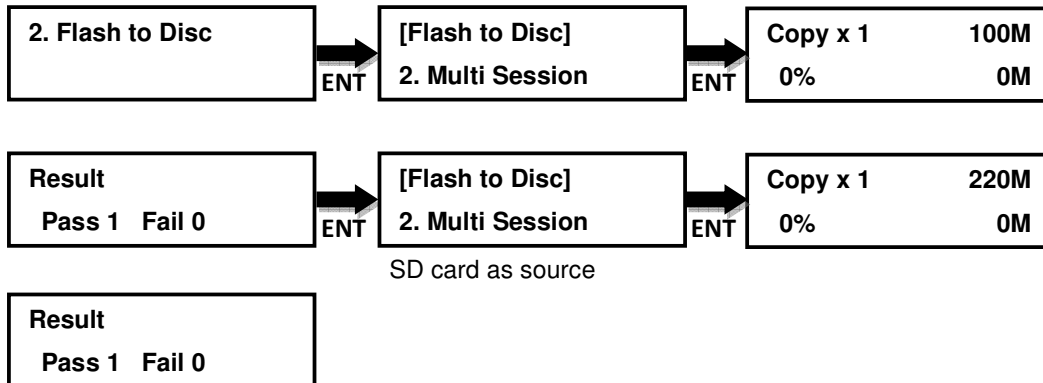 2. Flash to Disc
ENT
[Flash to Disc]
2. Multi Session
ENT
Copy x 1 100M
0% 0M
Result
Pass 1 Fail 0
ENT
[Flash to Disc]
2. Multi Session
SD card as source
ENT
Copy x 1 220M
0% 0M
Result
Pass 1 Fail 0